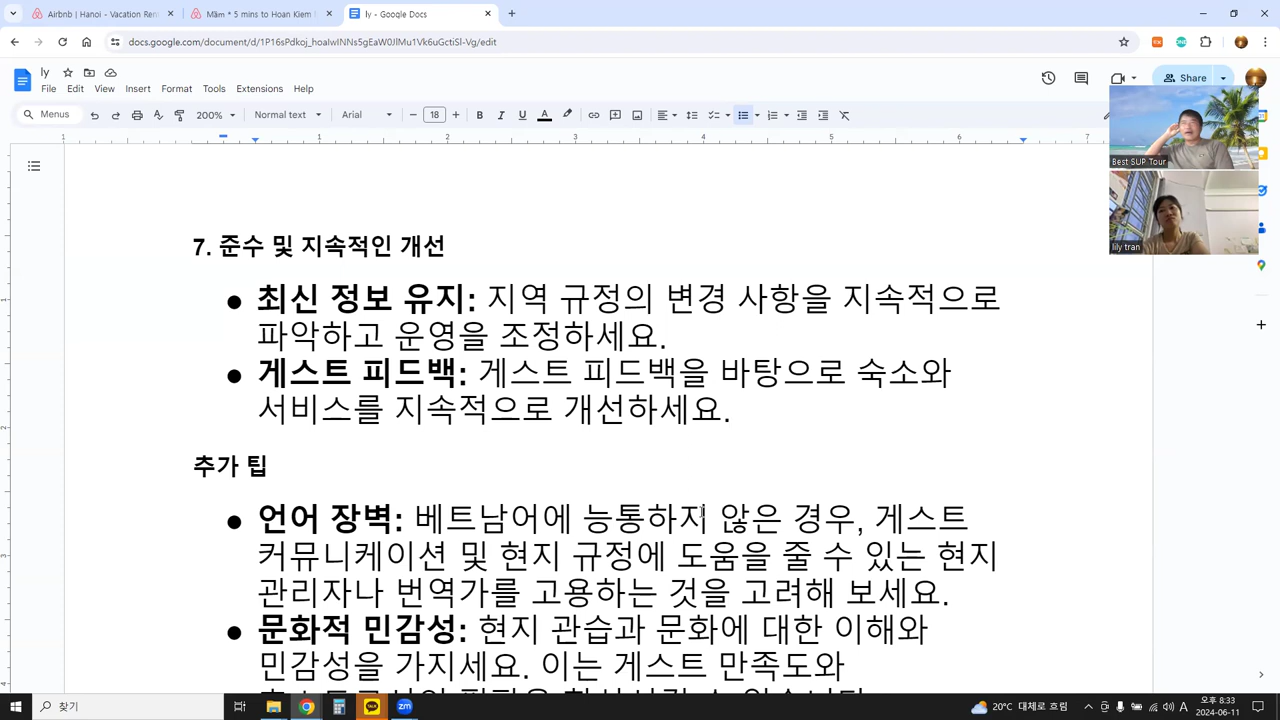 Airbnb | Hanoi - Vacation Ren
Mầm * 5 mins to Hoan Kiem
ly - Google Docs
docs.google.com/document/d/1P16sPdkoj_hoaIwINNs5gEaW0JlMu1Vk6uGctiSl-Vg/edit
ly
File Edit View Insert Format Tools Extensions Help
Share
Menus 200% Normal text Arial 18 B I U A
1 1 2 3 4 5 6 7
Best SUP Tour
lily tran
7. 준수 및 지속적인 개선
● 최신 정보 유지: 지역 규정의 변경 사항을 지속적으로
파악하고 운영을 조정하세요.
● 게스트 피드백: 게스트 피드백을 바탕으로 숙소와
서비스를 지속적으로 개선하세요.
추가 팁
● 언어 장벽: 베트남어에 능통하지 않은 경우, 게스트
커뮤니케이션 및 현지 규정에 도움을 줄 수 있는 현지
관리자나 번역가를 고용하는 것을 고려해 보세요.
● 문화적 민감성: 현지 관습과 문화에 대한 이해와
민감성을 가지세요. 이는 게스트 만족도와
찾기
20°C 대체로 흐림
A
오후 8:33
2024-06-11